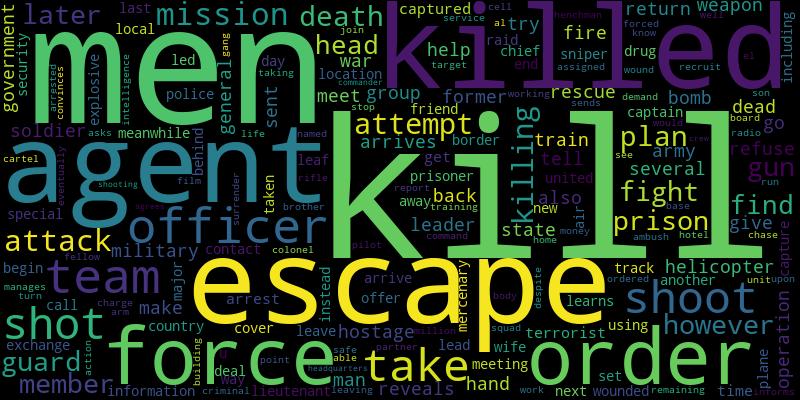 men
killed
kill
agent
escape
force
order
team
officer
shot
shoot
take
mission
death
head
attempt
attack
guard
member
prison
fight
plan
gun
find
however
killing
operation
later
last
local
government
security
explosive
convinces
arrested
intelligence
gang
general
led
police
day
taking
sent
join
location
war
meet
group
commander
stop
captured
service
al
cell
henchman
forced
know
help
raid
chief
target
end
try
sniper
assigned
fire
drug
wound
recruit
return
weapon
well
el
including
former
working
sends
rescue
demand
bomb
captain
would
son
dead
board
radio
crew
go
refuse
soldier
asks
meanwhile
life
named
friend
arrives
border
train
tell
see
several
army
run
cartel
eventually
shooting
film
behind
surrender
leaf
rifle
brother
get
prisoner
away
report
back
training
also
united
new
air
base
give
special
agrees
taken
leader
command
state
home
money
ambush
hotel
chase
capture
military
contact
colonel
pilot
begin
fellow
major
instead
arrive
mercenary
body
despite
learns
track
helicopter
another
unit
upon
ordered
manages
turn
call
charge
arm
make
arrest
offer
country
cover
leave
hostage
million
squad
terrorist
using
exchange
action
building
deal
way
point
safe
able
headquarters
partner
lead
wife
meeting
set
plane
man
reveals
hand
information
criminal
lieutenant
leaving
work
next
wounded
remaining
time
informs